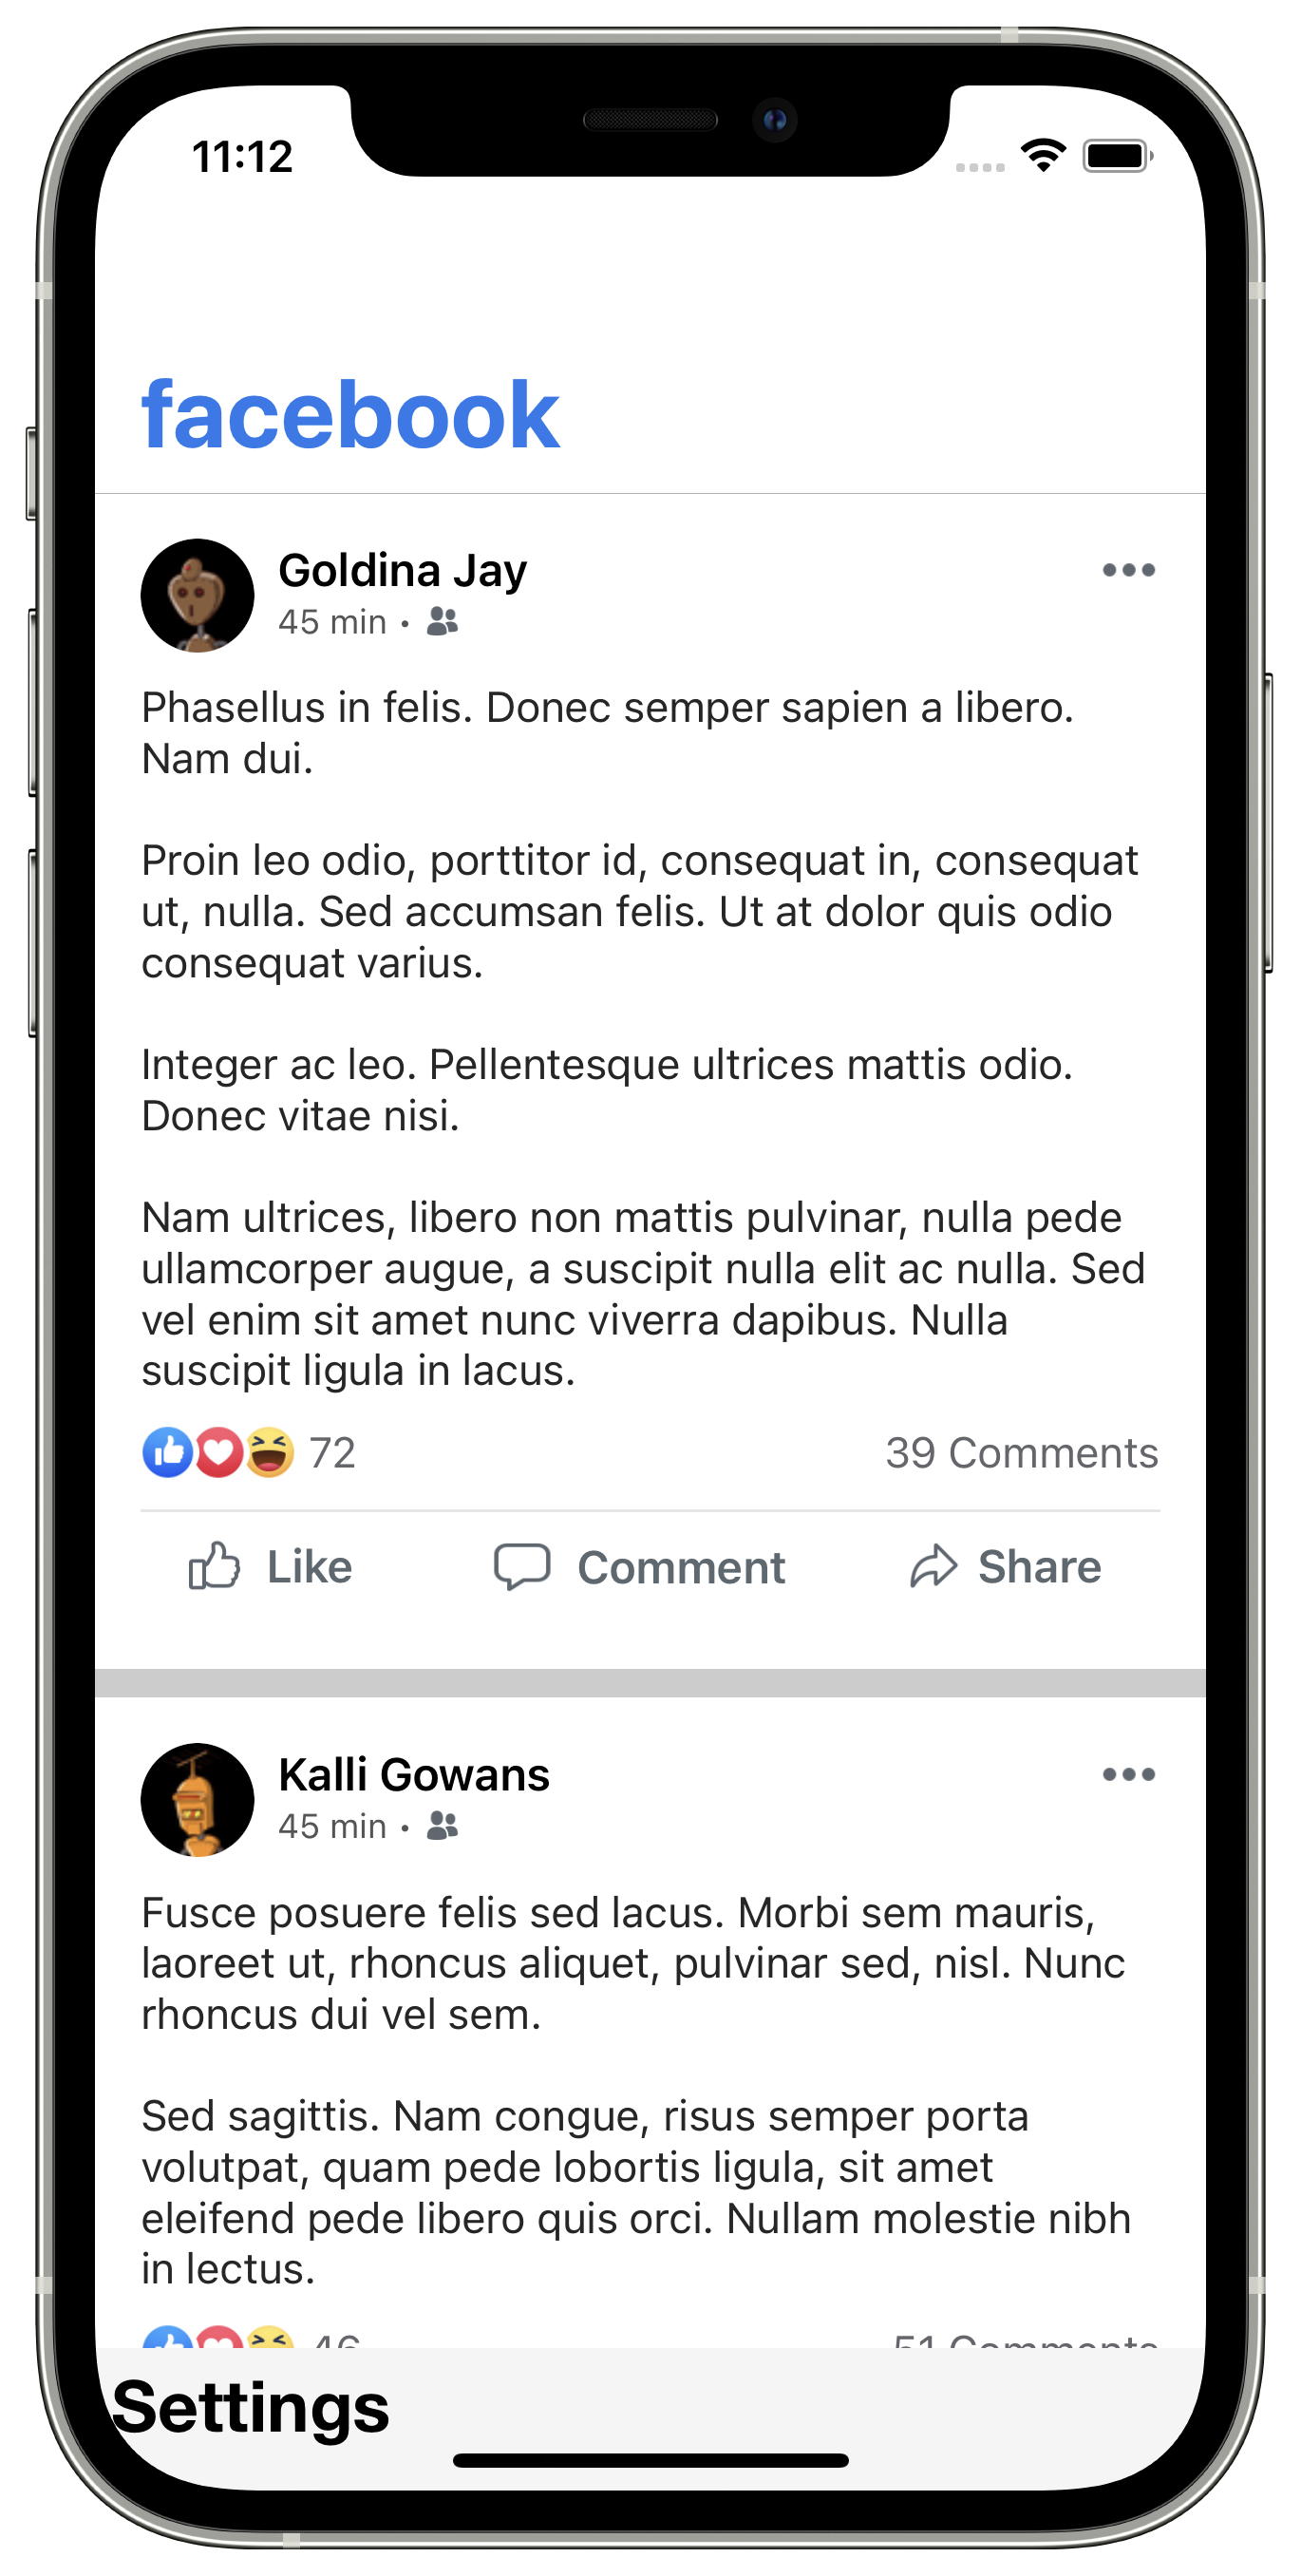 11:12
facebook
Goldina Jay
45 min •
Phasellus in felis. Donec semper sapien a libero.
Nam dui.
Proin leo odio, porttitor id, consequat in, consequat
ut, nulla. Sed accumsan felis. Ut at dolor quis odio
consequat varius.
Integer ac leo. Pellentesque ultrices mattis odio.
Donec vitae nisi.
Nam ultrices, libero non mattis pulvinar, nulla pede
ullamcorper augue, a suscipit nulla elit ac nulla. Sed
vel enim sit amet nunc viverra dapibus. Nulla
suscipit ligula in lacus.
72 39 Comments
Like Comment Share
Kalli Gowans
45 min •
Fusce posuere felis sed lacus. Morbi sem mauris,
laoreet ut, rhoncus aliquet, pulvinar sed, nisl. Nunc
rhoncus dui vel sem.
Sed sagittis. Nam congue, risus semper porta
volutpat, quam pede lobortis ligula, sit amet
eleifend pede libero quis orci. Nullam molestie nibh
in lectus.
51 Comments
Settings